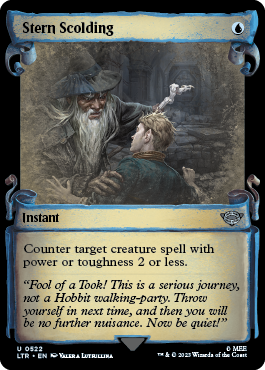 Stern Scolding
Instant
Counter target creature spell with
power or toughness 2 or less.
“Fool of a Took! This is a serious journey,
not a Hobbit walking-party. Throw
yourself in next time, and then you will
be no further nuisance. Now be quiet!”
U 0522
LTR • EN Valera Lutfullina
© MEE
™ & © 2023 Wizards of the Coast